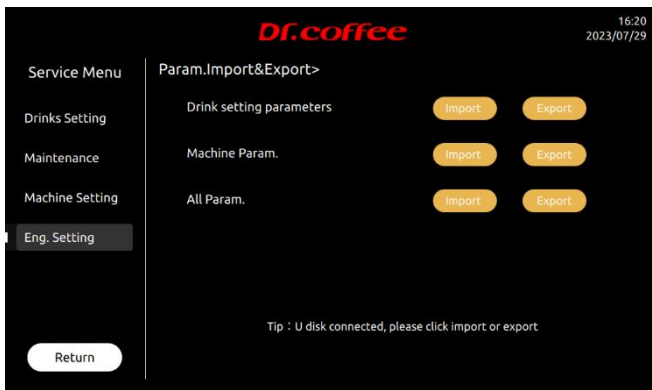 Dr.coffee
16:20
2023/07/29
Service Menu
Drinks Setting
Maintenance
Machine Setting
Eng. Setting
Return
Param.Import&Export>
Drink setting parameters Import Export
Machine Param. Import Export
All Param. Import Export
Tip：U disk connected, please click import or export